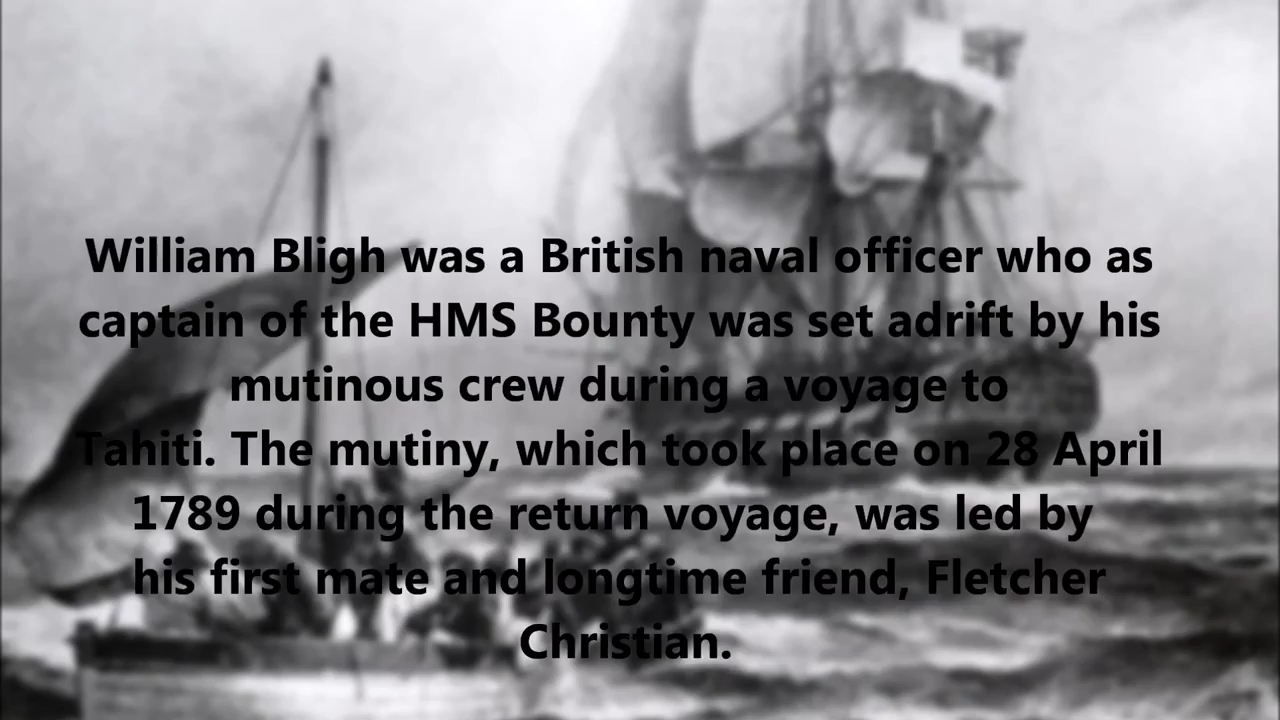 William Bligh was a British naval officer who as
captain of the HMS Bounty was set adrift by his
mutinous crew during a voyage to
Tahiti. The mutiny, which took place on 28 April
1789 during the return voyage, was led by
his first mate and longtime friend, Fletcher
Christian.